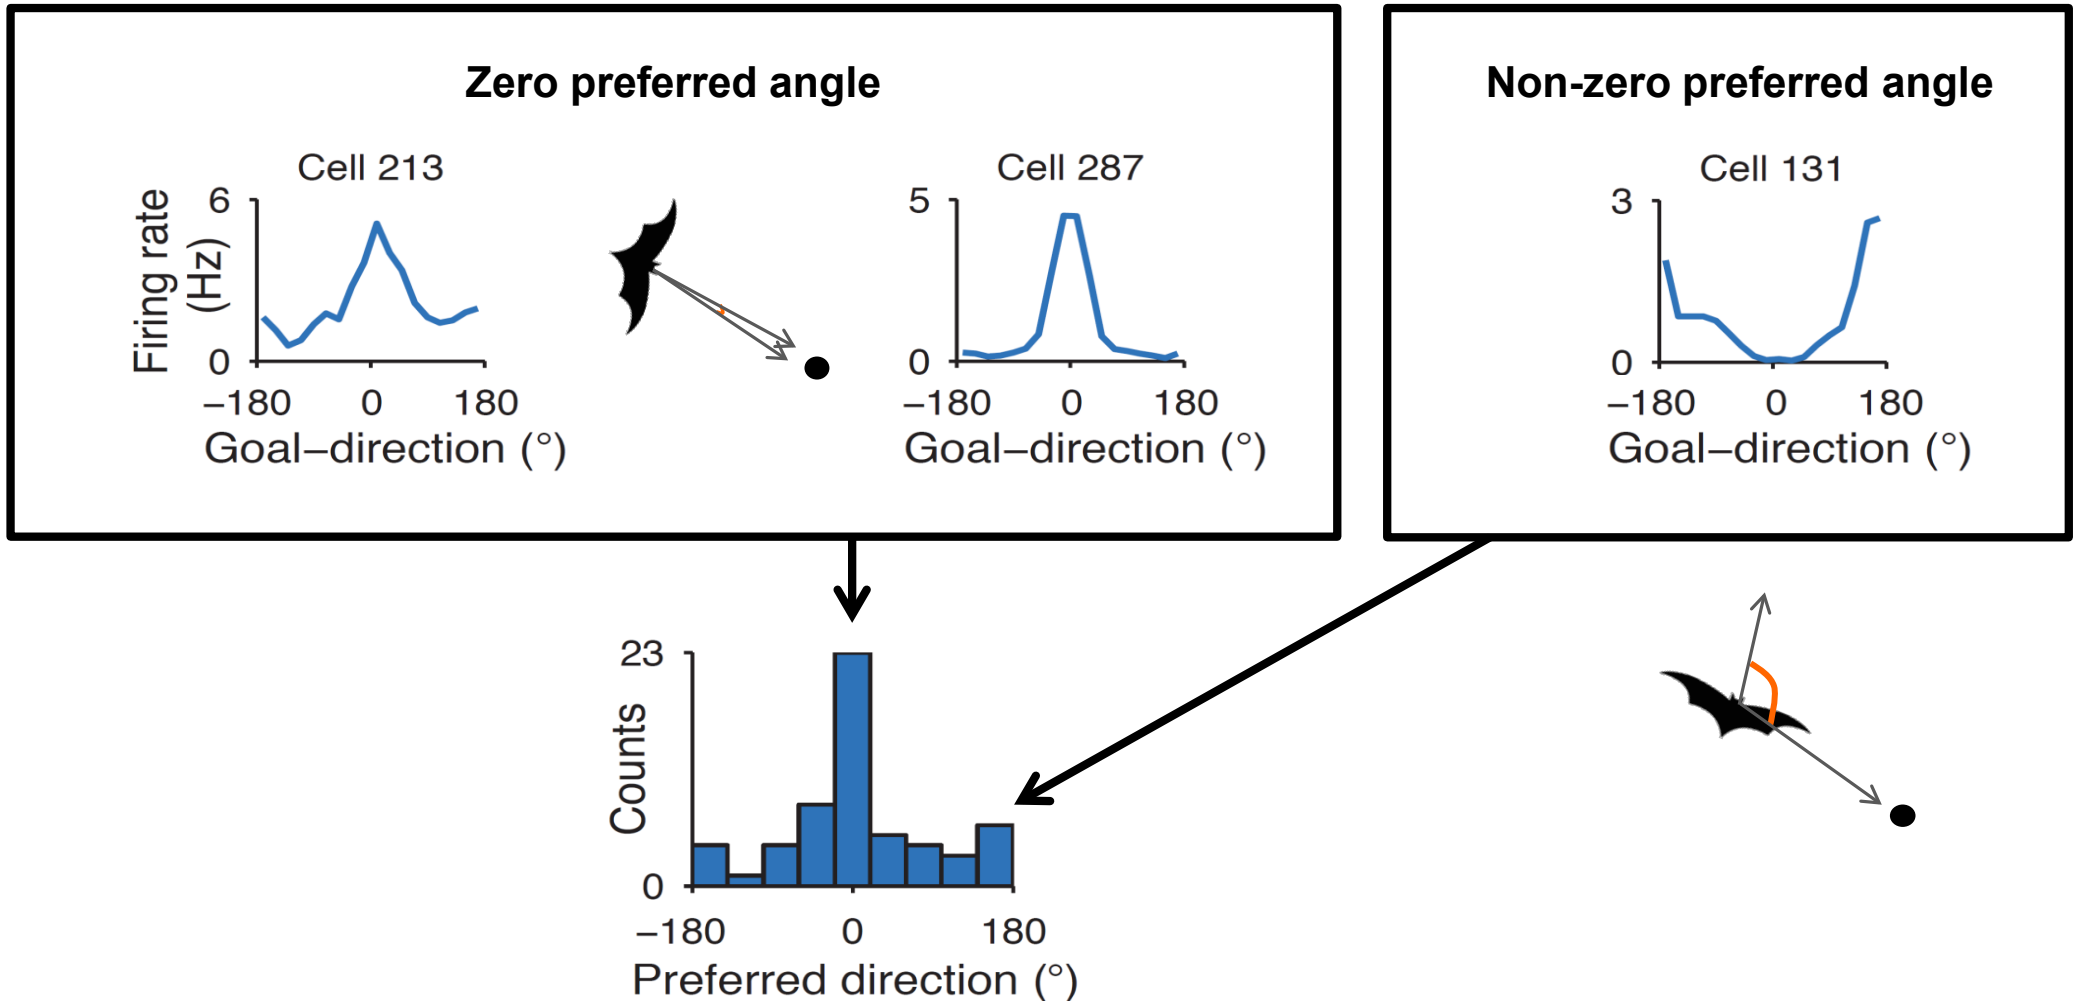 Zero preferred angle
Cell 213
Firing rate
(Hz)
6
0
−180 0 180
Goal−direction (°)
Cell 287
5
0
−180 0 180
Goal−direction (°)
Non-zero preferred angle
Cell 131
3
0
−180 0 180
Goal−direction (°)
Counts
23
0
−180 0 180
Preferred direction (°)